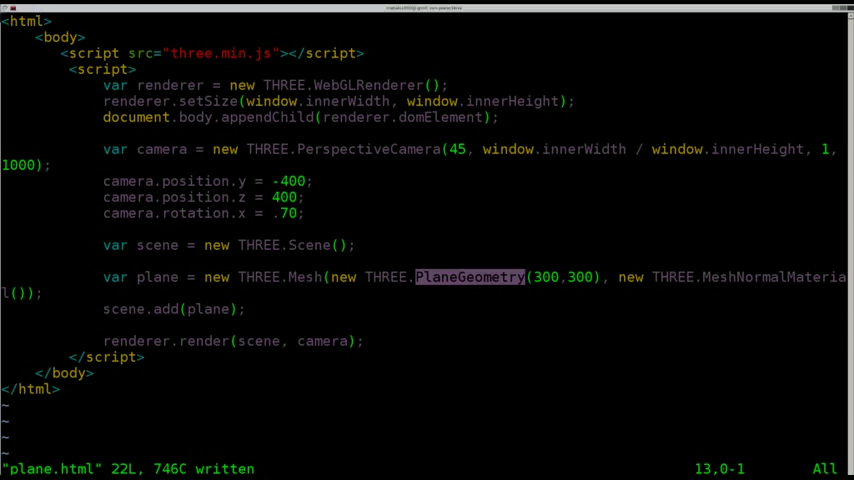 <html>
<body>
<script src="three.min.js"></script>
<script>
var renderer = new THREE.WebGLRenderer();
renderer.setSize(window.innerWidth, window.innerHeight);
document.body.appendChild(renderer.domElement);
var camera = new THREE.PerspectiveCamera(45, window.innerWidth / window.innerHeight, 1,
1000);
camera.position.y = -400;
camera.position.z = 400;
camera.rotation.x = .70;
var scene = new THREE.Scene();
var plane = new THREE.Mesh(new THREE.PlaneGeometry(300,300), new THREE.MeshNormalMateria
l());
scene.add(plane);
renderer.render(scene, camera);
</script>
</body>
</html>
~
~
~
~
"plane.html" 22L, 746C written 13,0-1 All